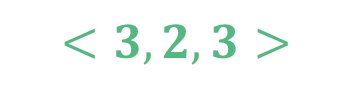 < 3, 2, 3 >